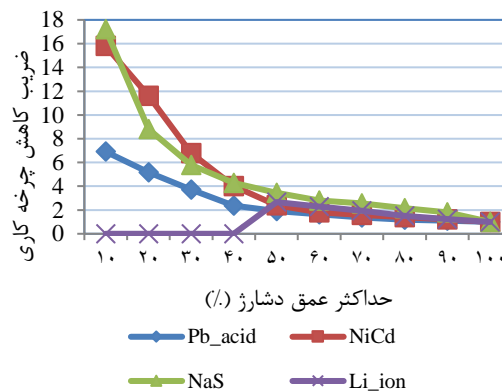 18
16
14
12
10
8
6
4
2
0
ضریب کاهش چرخه کاری
۱۰ ۲۰ ۳۰ ۴۰ ۵۰ ۶۰ ۷۰ ۸۰ ۹۰ ۱۰۰
حداکثر عمق دشارژ (٪)
Pb_acid NiCd
NaS Li_ion